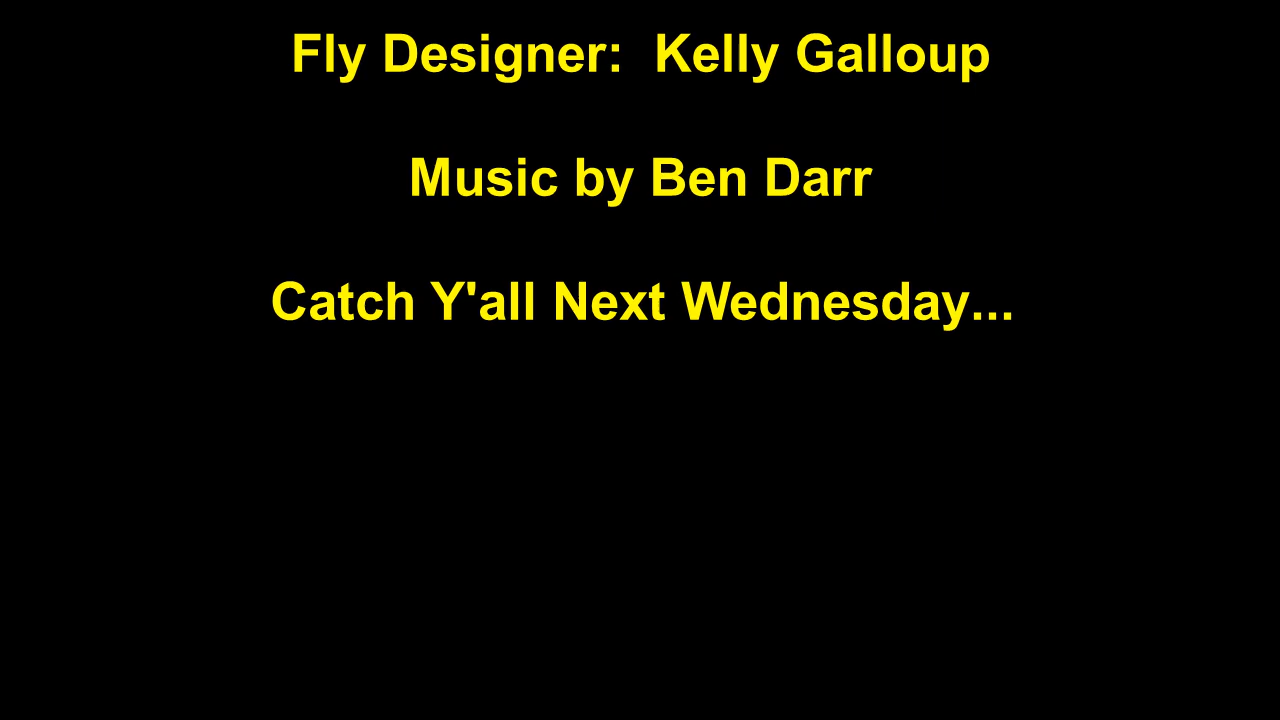 Fly Designer:  Kelly Galloup
Music by Ben Darr
Catch Y'all Next Wednesday...